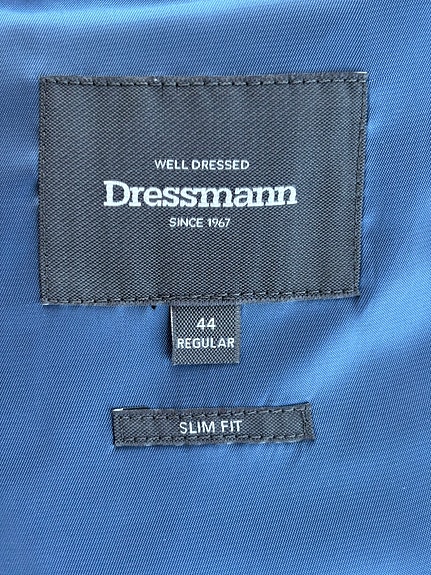 WELL DRESSED
Dressmann
SINCE 1967
44
REGULAR
SLIM FIT